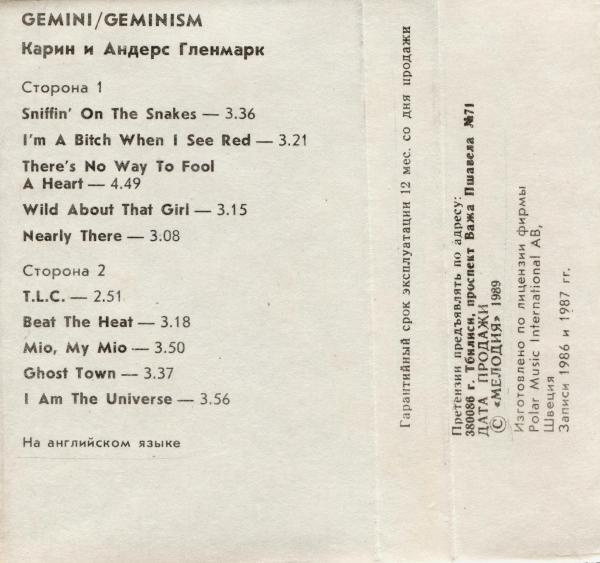 GEMINI/GEMINISM
Карин и Андерс Гленмарк
Сторона 1
Sniffin' On The Snakes — 3.36
I'm A Bitch When I See Red — 3.21
There's No Way To Fool
A Heart — 4.49
Wild About That Girl — 3.15
Nearly There — 3.08
Сторона 2
T.L.C. — 2.51
Beat The Heat — 3.18
Mio, My Mio — 3.50
Ghost Town — 3.37
I Am The Universe — 3.56
На английском языке
Гарантийный срок эксплуатации 12 мес. со дня продажи
Претензии предъявлять по адресу:
380086 г. Тбилиси, проспект Важа Пшавела №71
ДАТА ПРОДАЖИ
© «МЕЛОДИЯ» 1989
Изготовлено по лицензии фирмы
Polar Music International AB,
Швеция
Записи 1986 и 1987 гг.